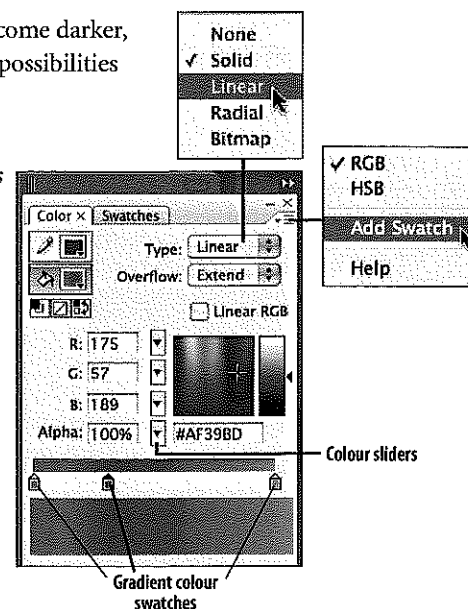 come darker,
possibilities
s
None
✓ Solid
Linear
Radial
Bitmap
✓ RGB
HSB
Add Swatch
Help
Color × Swatches
Type: Linear
Overflow: Extend
Linear RGB
R: 175
G: 57
B: 189
Alpha: 100% #AF39BD
Colour sliders
Gradient colour
swatches